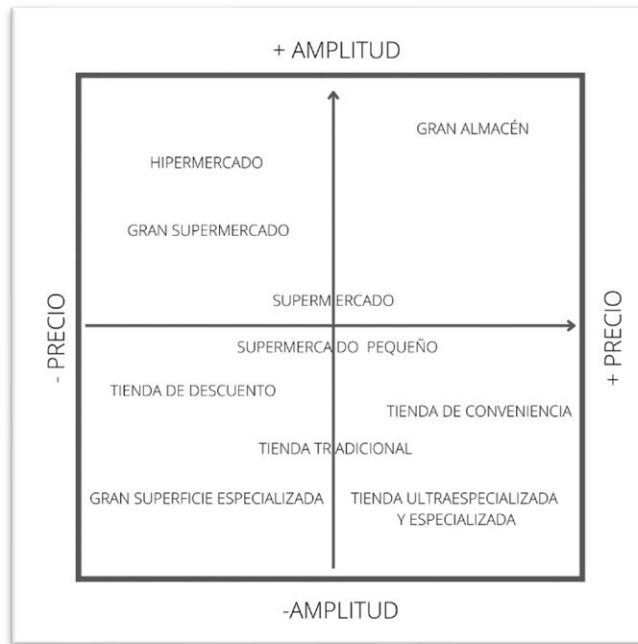 + AMPLITUD
GRAN ALMACÉN
HIPERMERCADO
GRAN SUPERMERCADO
SUPERMERCADO
- PRECIO
+ PRECIO
SUPERMERCADO PEQUEÑO
TIENDA DE DESCUENTO
TIENDA DE CONVENIENCIA
TIENDA TRADICIONAL
GRAN SUPERFICIE ESPECIALIZADA
TIENDA ULTRAESPECIALIZADA
Y ESPECIALIZADA
-AMPLITUD